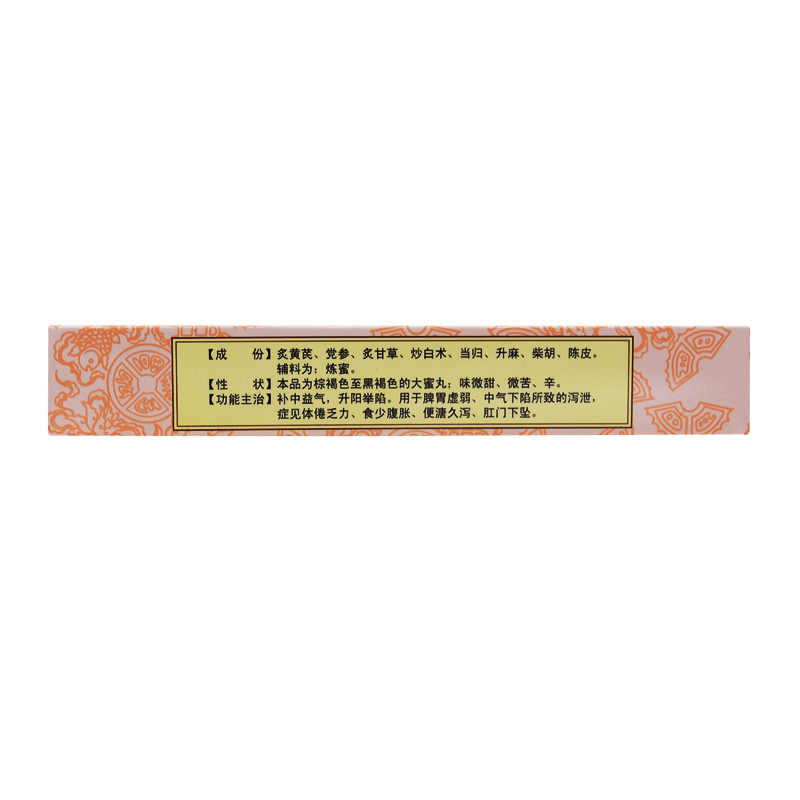 【成　份】炙黄芪、党参、炙甘草、炒白术、当归、升麻、柴胡、陈皮。
辅料为：炼蜜。
【性　状】本品为棕褐色至黑褐色的大蜜丸；味微甜、微苦、辛。
【功能主治】补中益气，升阳举陷。用于脾胃虚弱、中气下陷所致的泻泄，
症见体倦乏力、食少腹胀、便溏久泻、肛门下坠。